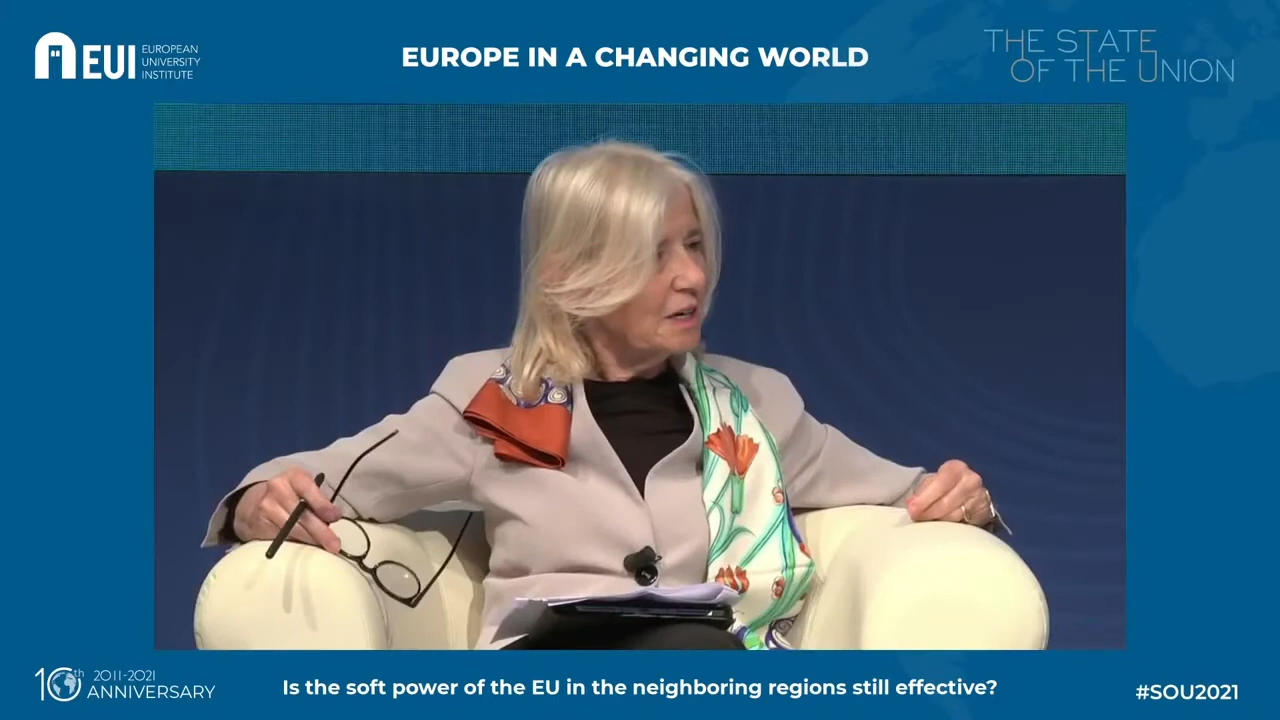 EUI
EUROPEAN
UNIVERSITY
INSTITUTE
EUROPE IN A CHANGING WORLD
THE STATE
OF THE UNION
10th
2011-2021
ANNIVERSARY
Is the soft power of the EU in the neighboring regions still effective?
#SOU2021